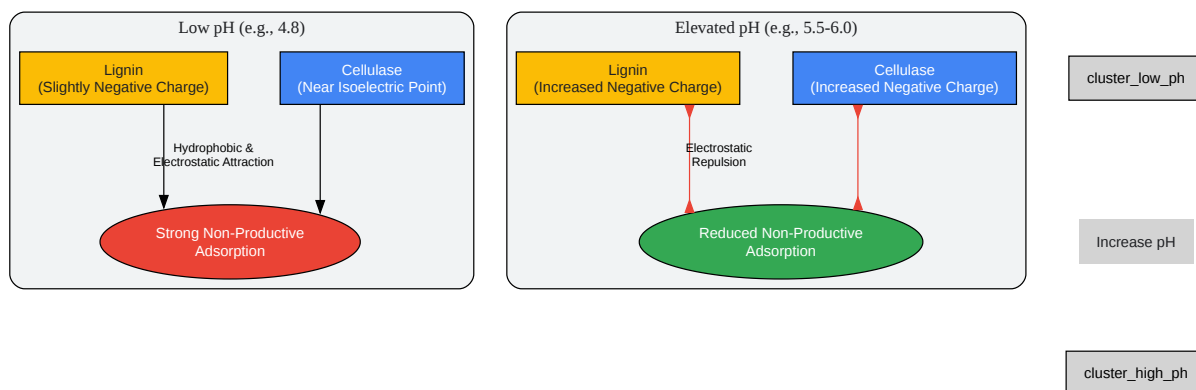 Low pH (e.g., 4.8)
Lignin
(Slightly Negative Charge)
Cellulase
(Near Isoelectric Point)
Hydrophobic &
Electrostatic Attraction
Strong Non-Productive
Adsorption
Elevated pH (e.g., 5.5-6.0)
Lignin
(Increased Negative Charge)
Cellulase
(Increased Negative Charge)
Electrostatic
Repulsion
Reduced Non-Productive
Adsorption
cluster_low_ph
Increase pH
cluster_high_ph